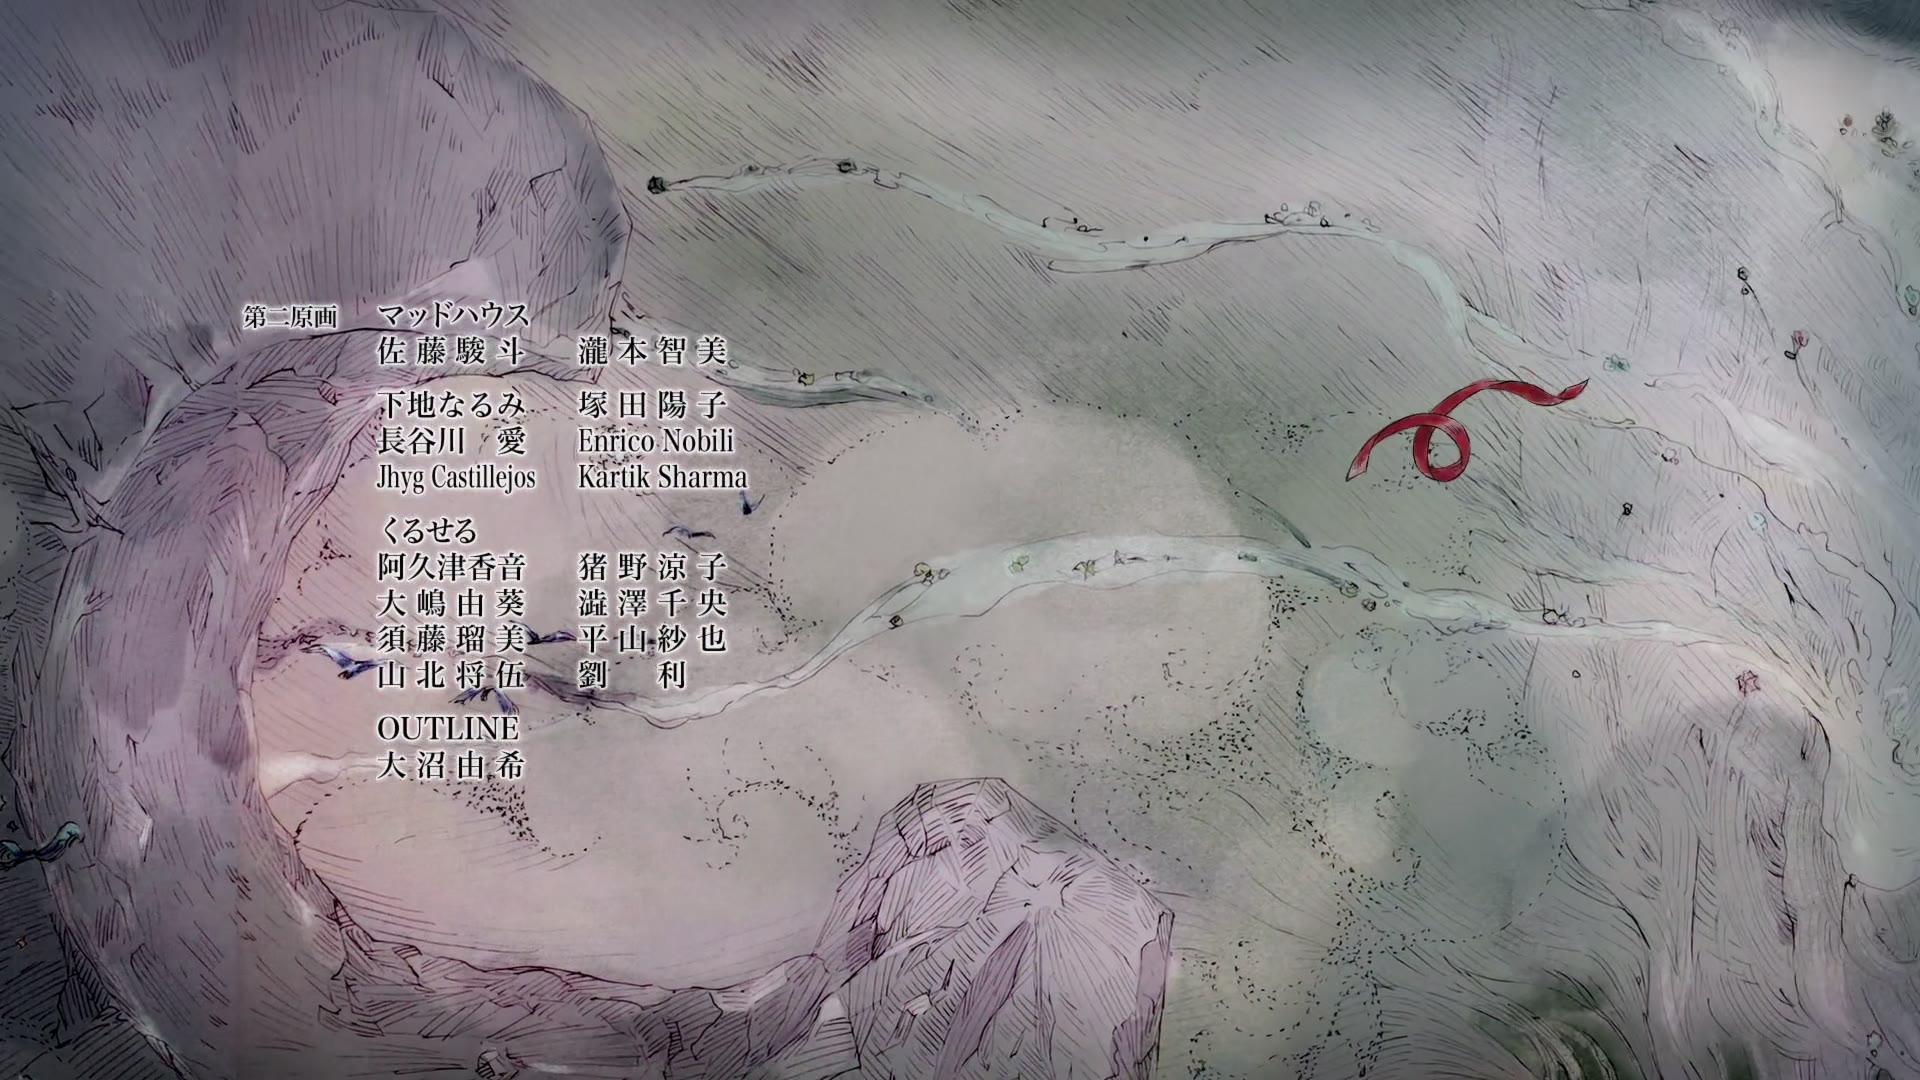 第二原画 マッドハウス
佐藤駿斗 瀧本智美
下地なるみ 塚田陽子
長谷川 愛 Enrico Nobili
Jhyg Castillejos Kartik Sharma
くるせる
阿久津香音 猪野涼子
大嶋由葵 澁澤千央
須藤瑠美 平山紗也
山北将伍 劉 利
OUTLINE
大沼由希